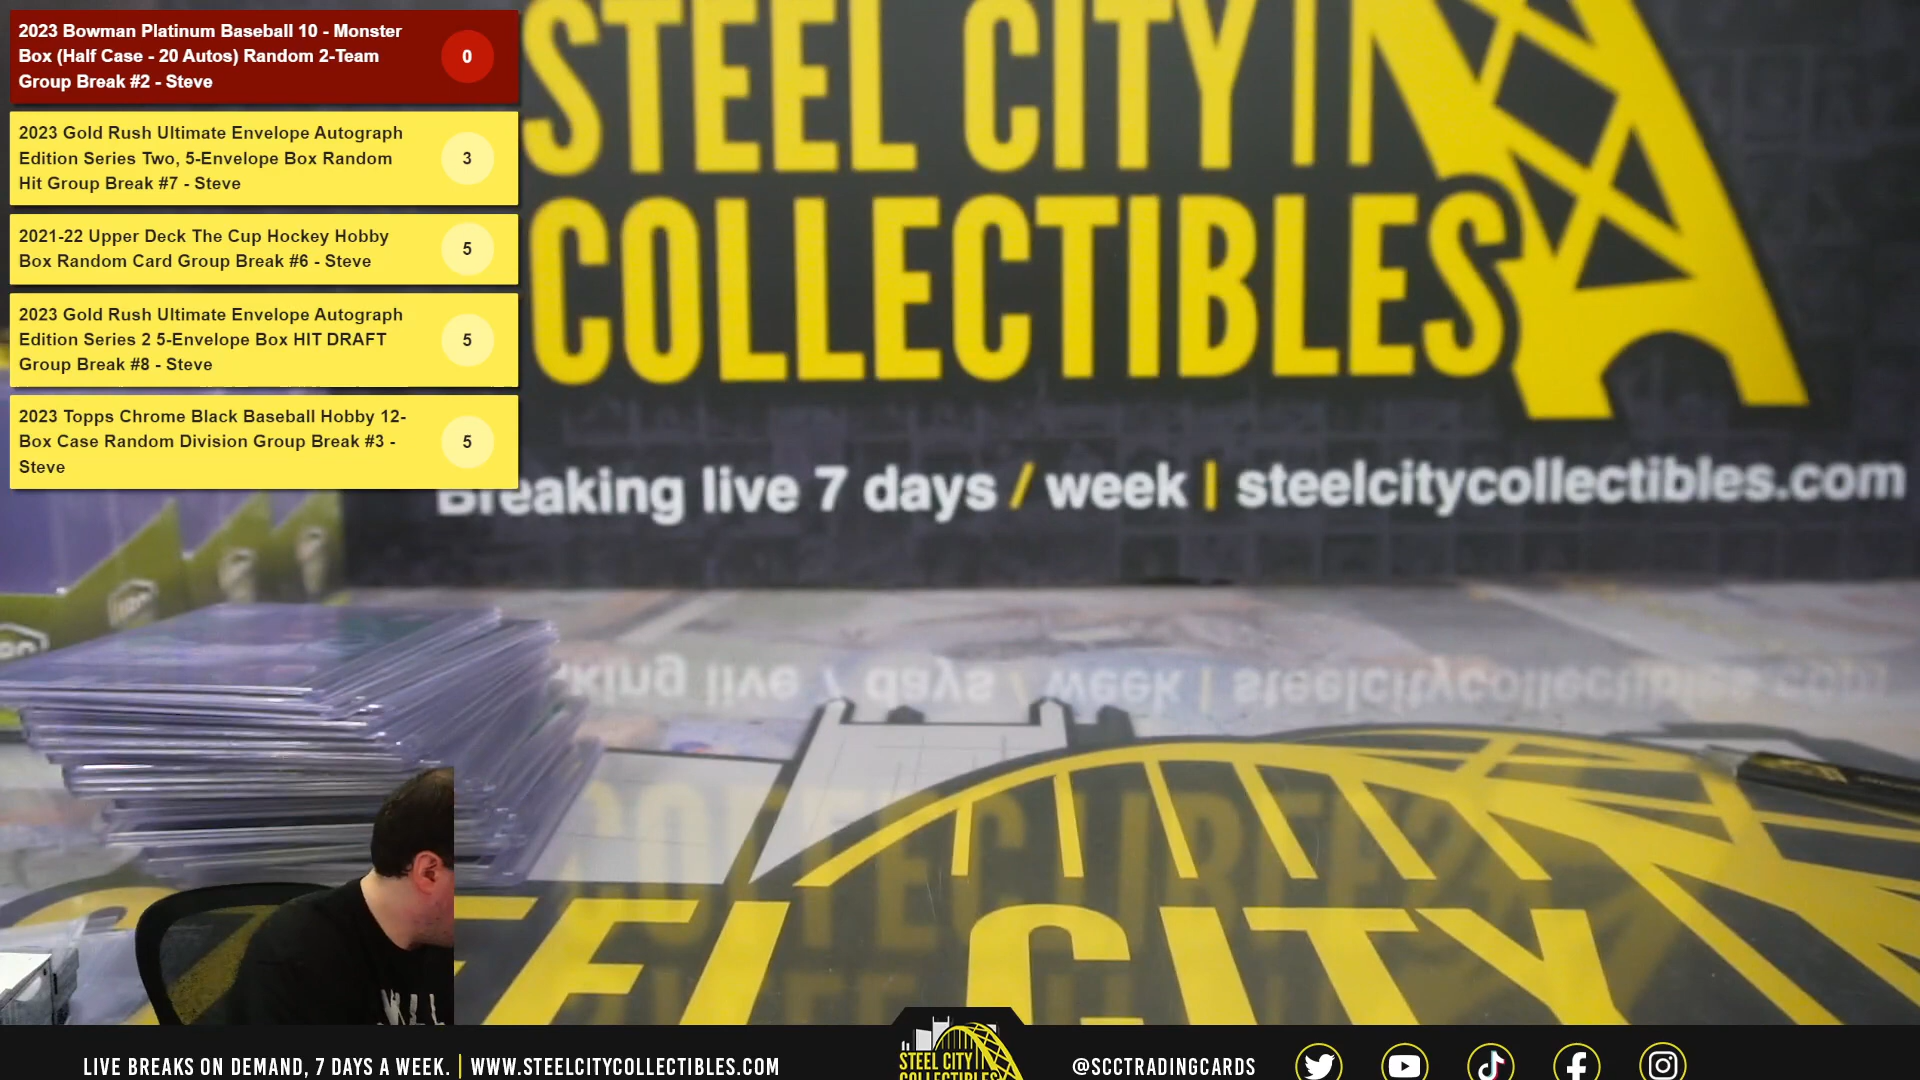 2023 Bowman Platinum Baseball 10 - Monster
Box (Half Case - 20 Autos) Random 2-Team
Group Break #2 - Steve
0
2023 Gold Rush Ultimate Envelope Autograph
Edition Series Two, 5-Envelope Box Random
Hit Group Break #7 - Steve
3
2021-22 Upper Deck The Cup Hockey Hobby
Box Random Card Group Break #6 - Steve
5
2023 Gold Rush Ultimate Envelope Autograph
Edition Series 2 5-Envelope Box HIT DRAFT
Group Break #8 - Steve
5
2023 Topps Chrome Black Baseball Hobby 12-
Box Case Random Division Group Break #3 -
Steve
5
STEEL CITY
COLLECTIBLES
Breaking live 7 days / week | steelcitycollectibles.com
CITY
LIVE BREAKS ON DEMAND, 7 DAYS A WEEK. | WWW.STEELCITYCOLLECTIBLES.COM
STEEL CITY
COLLECTIBLES
@SCCTRADINGCARDS